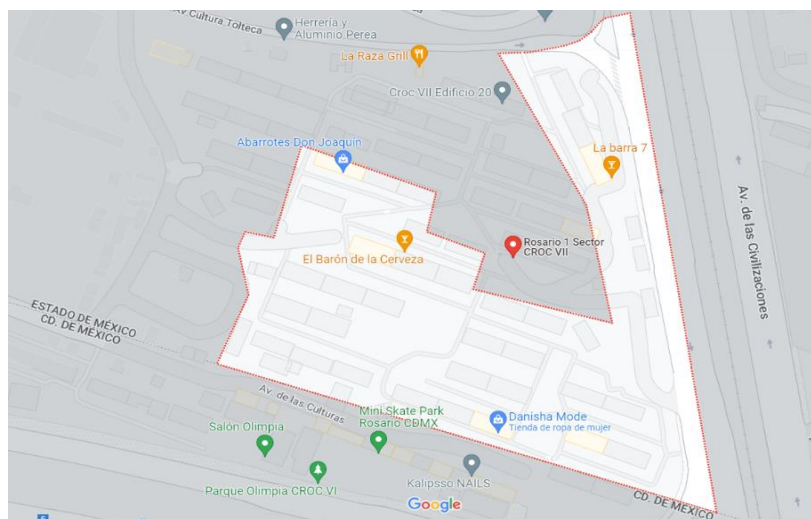 Av Cultura Tolteca
Herrería y
Aluminio Perea
La Raza Grill
Croc VII Edificio 20
Abarrotes Don Joaquín
La barra 7
Rosario 1 Sector
CROC VII
El Barón de la Cerveza
Av. de las Civilizaciones
ESTADO DE MÉXICO
CD. DE MÉXICO
Av. de las Culturas
Mini Skate Park
Rosario CDMX
Danisha Mode
Tienda de ropa de mujer
Salón Olimpia
Parque Olimpia CROC VI
Kalipsso NAILS
Google
CD. DE MÉXICO